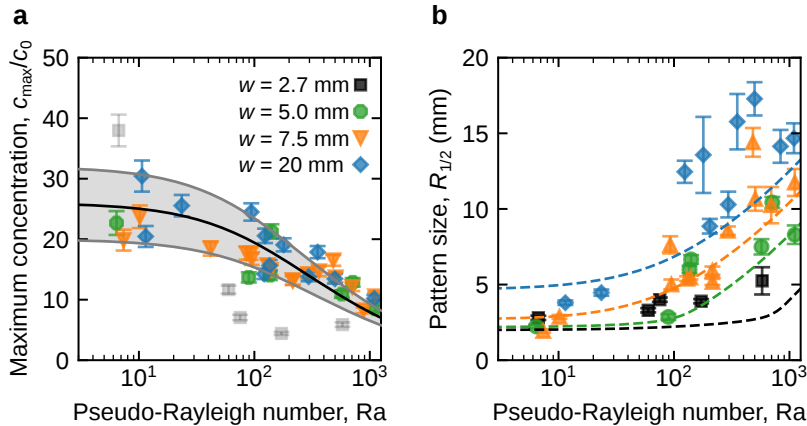 a
Maximum concentration, c_max/c_0
50
40
30
20
10
0
w = 2.7 mm
w = 5.0 mm
w = 7.5 mm
w = 20 mm
10^1
10^2
10^3
Pseudo-Rayleigh number, Ra
b
Pattern size, R_1/2 (mm)
20
15
10
5
0
10^1
10^2
10^3
Pseudo-Rayleigh number, Ra